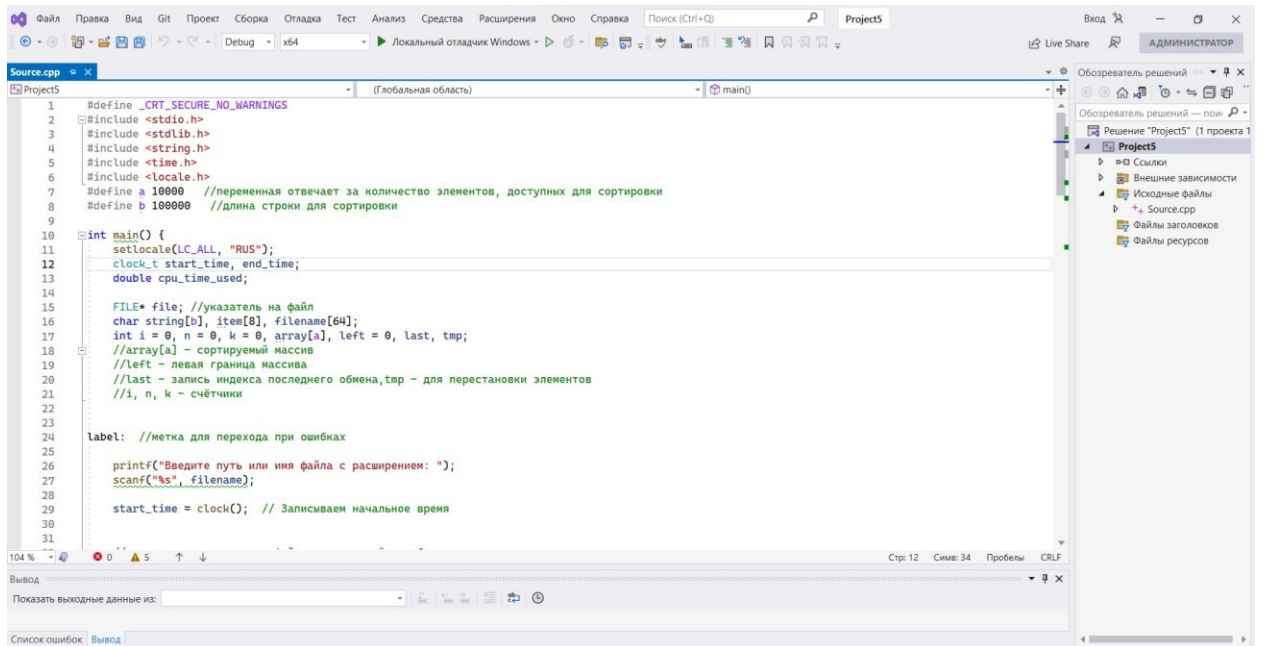 Файл Правка Вид Git Проект Сборка Отладка Тест Анализ Средства Расширения Окно Справка Поиск (Ctrl+Q) Project5 Вход
Debug x64 Локальный отладчик Windows Live Share АДМИНИСТРАТОР
Source.cpp
Project5 (Глобальная область) main()
1 #define _CRT_SECURE_NO_WARNINGS
2 #include <stdio.h>
3 #include <stdlib.h>
4 #include <string.h>
5 #include <time.h>
6 #include <locale.h>
7 #define a 10000 //переменная отвечает за количество элементов, доступных для сортировки
8 #define b 100000 //длина строки для сортировки
9
10 int main() {
11 setlocale(LC_ALL, "RUS");
12 clock_t start_time, end_time;
13 double cpu_time_used;
14
15 FILE* file; //указатель на файл
16 char string[b], item[8], filename[64];
17 int i = 0, n = 0, k = 0, array[a], left = 0, last, tmp;
18 //array[a] - сортируемый массив
19 //left - левая граница массива
20 //last - запись индекса последнего обмена,tmp - для перестановки элементов
21 //i, n, k - счётчики
22
23
24 label: //метка для перехода при ошибках
25
26 printf("Введите путь или имя файла с расширением: ");
27 scanf("%s", filename);
28
29 start_time = clock(); // Записываем начальное время
30
31
104 % 0 5 Стр: 12 Симв: 34 Пробелы CRLF
Вывод
Показать выходные данные из:
Список ошибок Вывод
Обозреватель решений
Обозреватель решений — пои
Решение "Project5" (1 проекта 1
Project5
Ссылки
Внешние зависимости
Исходные файлы
Source.cpp
Файлы заголовков
Файлы ресурсов